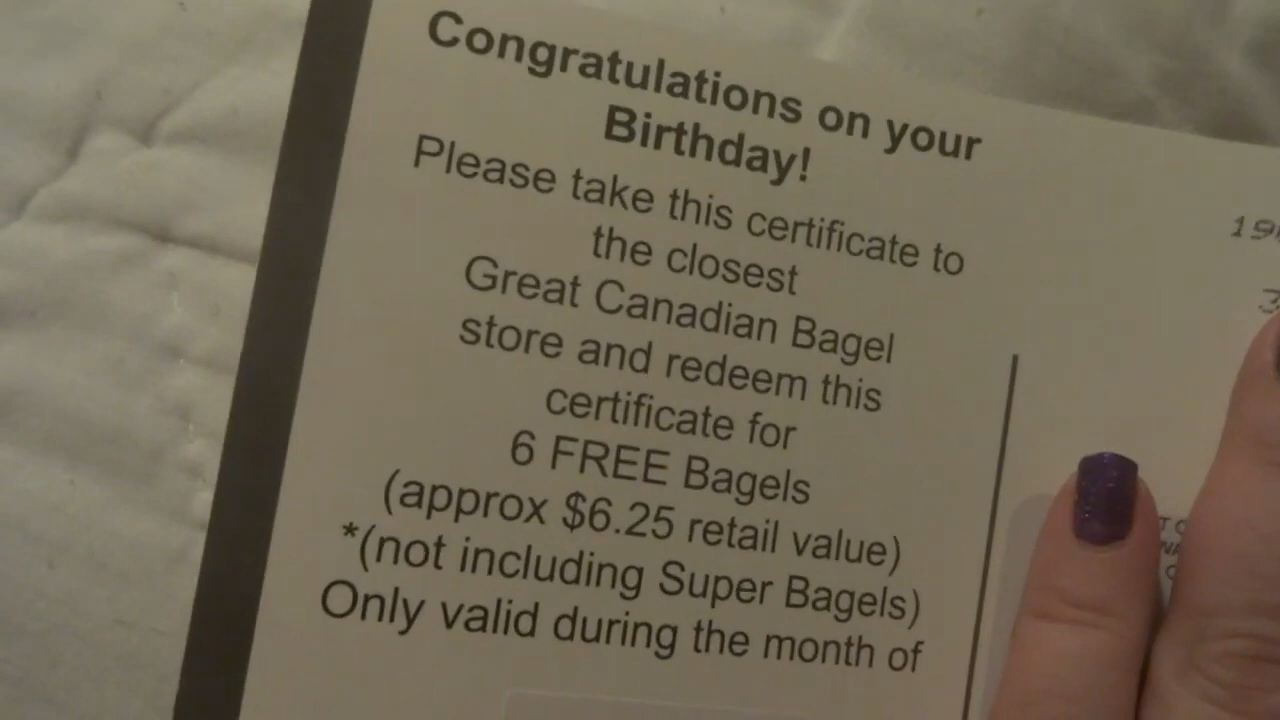 Congratulations on your
Birthday!
Please take this certificate to
the closest
Great Canadian Bagel
store and redeem this
certificate for
6 FREE Bagels
(approx $6.25 retail value)
*(not including Super Bagels)
Only valid during the month of